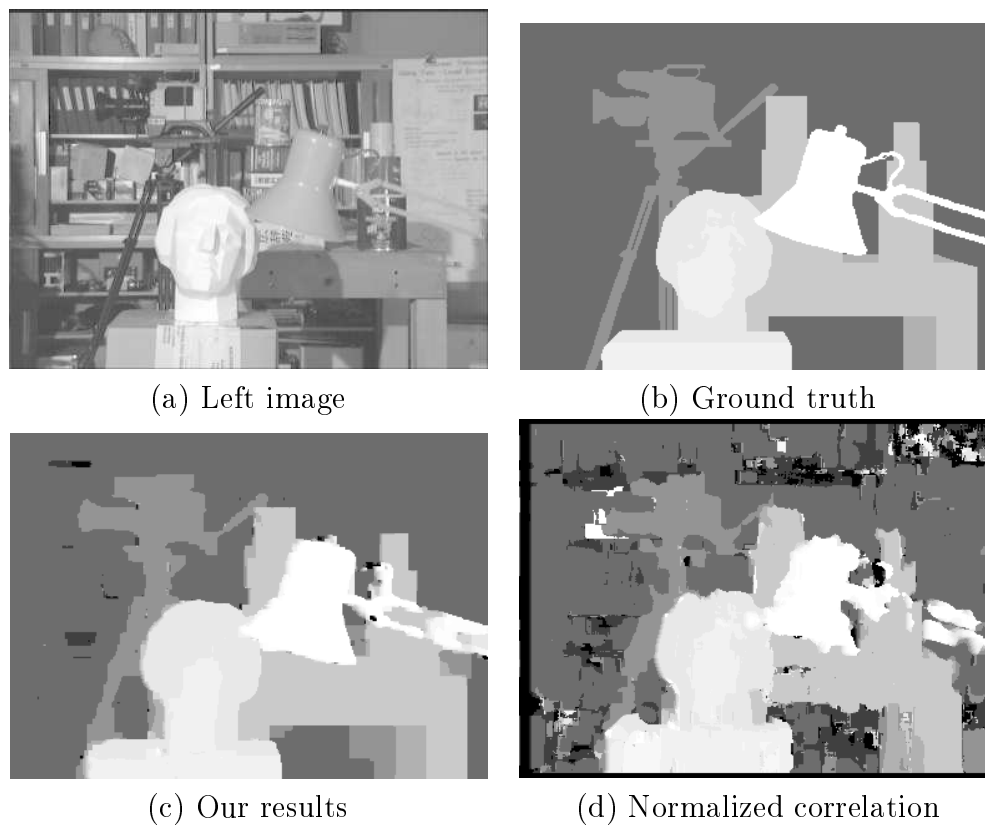 (a) Left image
(b) Ground truth
(c) Our results
(d) Normalized correlation